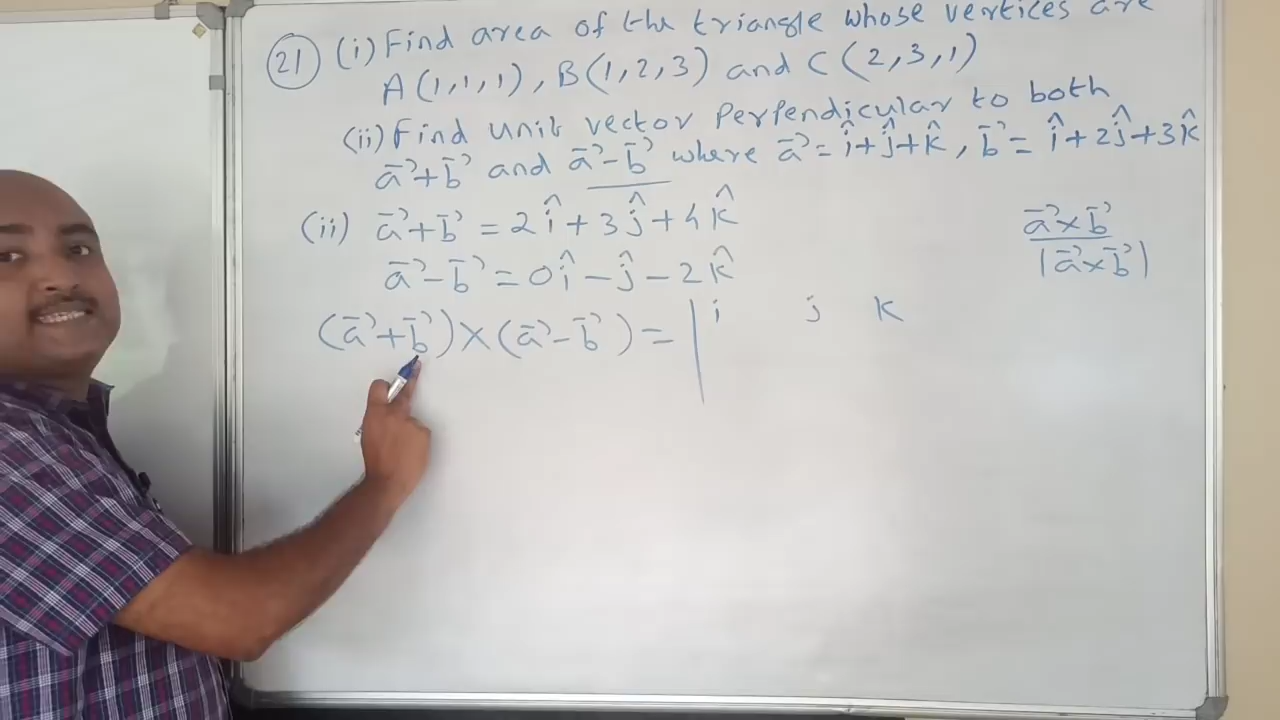 21 (i) Find area of the triangle whose vertices are
A(1,1,1), B(1,2,3) and C(2,3,1)
(ii) Find unit vector Perpendicular to both
a⃗+b⃗ and a⃗-b⃗ where a⃗ = î+ĵ+k̂, b⃗ = î+2ĵ+3k̂
(ii) a⃗+b⃗ = 2î+3ĵ+4k̂
a⃗-b⃗ = 0î-ĵ-2k̂
(a⃗+b⃗)×(a⃗-b⃗) = | i j k
a⃗×b⃗
|a⃗×b⃗|